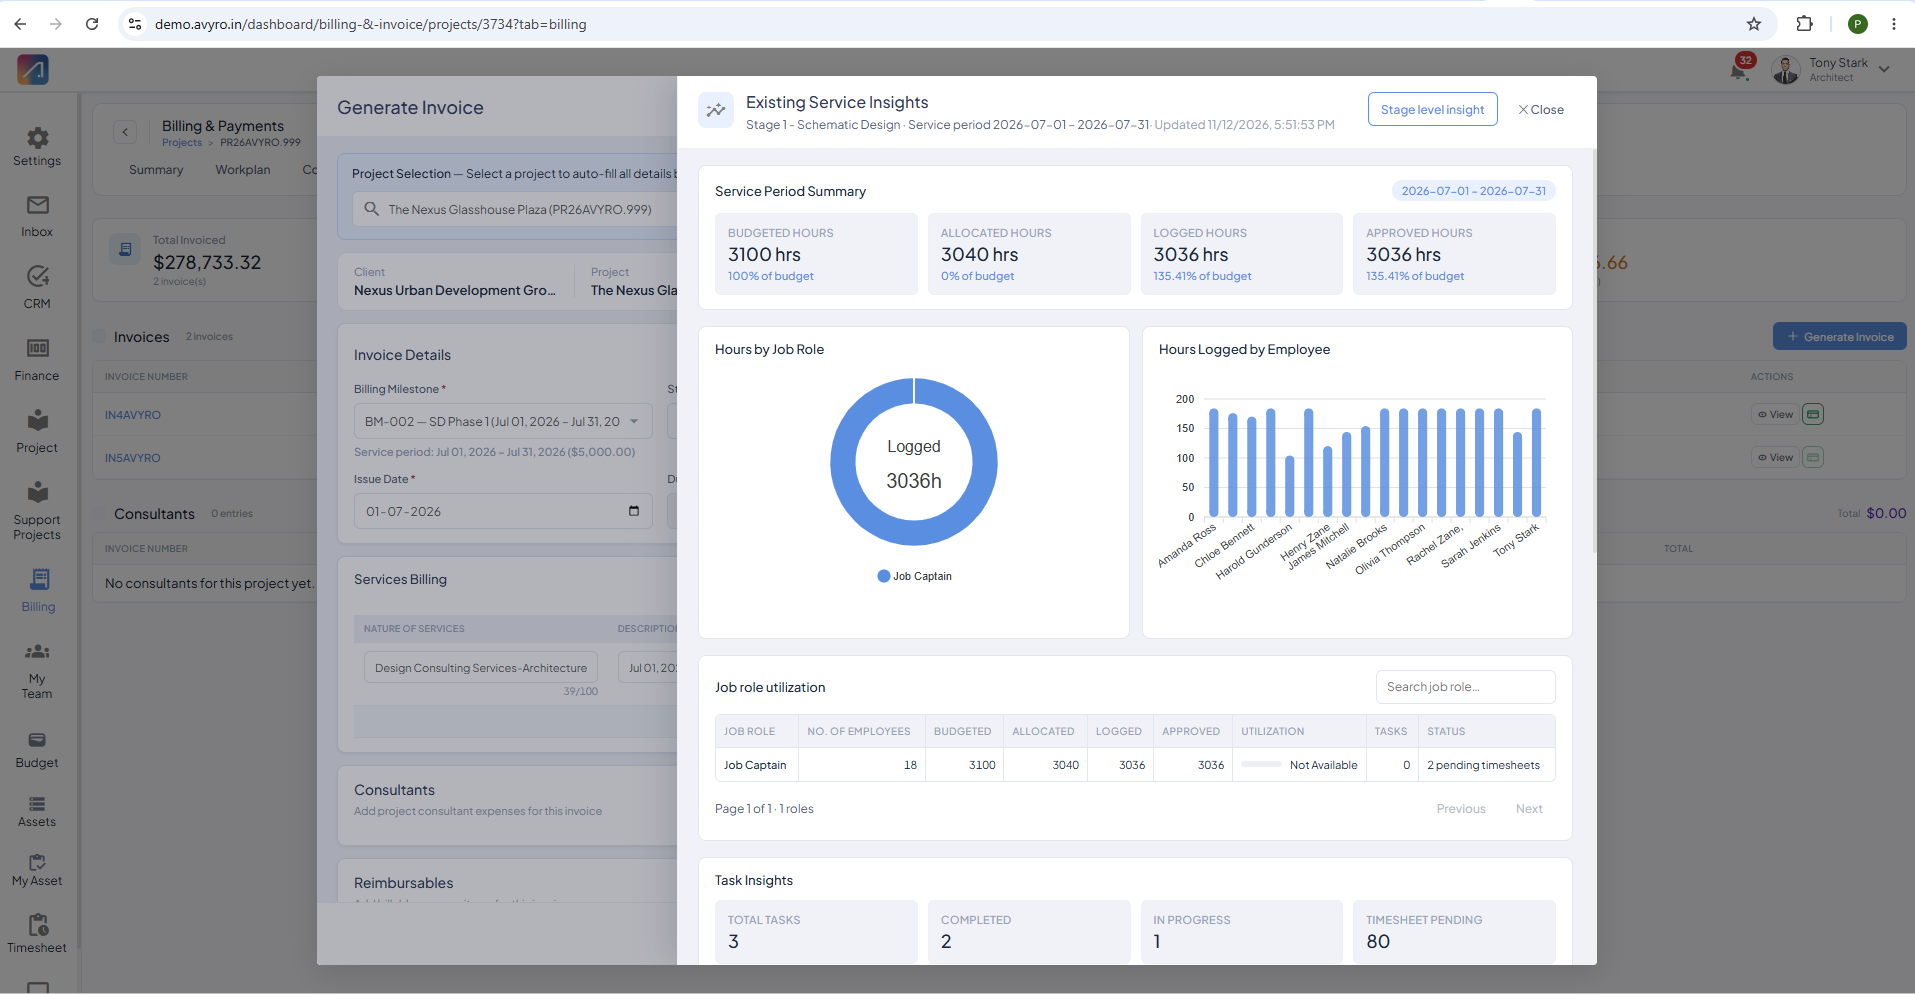 demo.avyro.in/dashboard/billing-&-invoice/projects/3734?tab=billing
P
32
Tony Stark
Architect
Settings
Inbox
CRM
Finance
Project
Support
Projects
Billing
My
Team
Budget
Assets
My Asset
Timesheet
Billing & Payments
Projects > PR26AVYRO.999
Summary Workplan Co
Total Invoiced
$278,733.32
2 invoice(s)
Invoices 2 invoices
INVOICE NUMBER
IN4AVYRO
IN5AVYRO
Consultants 0 entries
INVOICE NUMBER
No consultants for this project yet.
Generate Invoice
Project Selection — Select a project to auto-fill all details b
The Nexus Glasshouse Plaza (PR26AVYRO.999)
Client
Nexus Urban Development Gro...
Project
The Nexus Gla
Invoice Details
Billing Milestone *
St
BM-002 — SD Phase 1 (Jul 01, 2026 – Jul 31, 20
Service period: Jul 01, 2026 – Jul 31, 2026 ($5,000.00)
Issue Date *
Du
01-07-2026
Services Billing
NATURE OF SERVICES DESCRIPTION
Design Consulting Services-Architecture Jul 01, 202
39/100
Consultants
Add project consultant expenses for this invoice
Reimbursables
Existing Service Insights
Stage 1 - Schematic Design · Service period 2026-07-01 – 2026-07-31 · Updated 11/12/2026, 5:51:53 PM
Stage level insight
Close
Service Period Summary
2026-07-01 – 2026-07-31
BUDGETED HOURS
3100 hrs
100% of budget
ALLOCATED HOURS
3040 hrs
0% of budget
LOGGED HOURS
3036 hrs
135.41% of budget
APPROVED HOURS
3036 hrs
135.41% of budget
Hours by Job Role
Logged
3036h
Job Captain
Hours Logged by Employee
200
150
100
50
0
Amanda Ross
Chloe Bennett
Harold Gunderson
Henry Zane
James Mitchell
Natalie Brooks
Olivia Thompson
Rachel Zane,
Sarah Jenkins
Tony Stark
Job role utilization
Search job role...
JOB ROLE NO. OF EMPLOYEES BUDGETED ALLOCATED LOGGED APPROVED UTILIZATION TASKS STATUS
Job Captain 18 3100 3040 3036 3036 Not Available 0 2 pending timesheets
Page 1 of 1 · 1 roles
Previous Next
Task Insights
TOTAL TASKS
3
COMPLETED
2
IN PROGRESS
1
TIMESHEET PENDING
80
.66
+ Generate Invoice
ACTIONS
View
View
Total $0.00
TOTAL